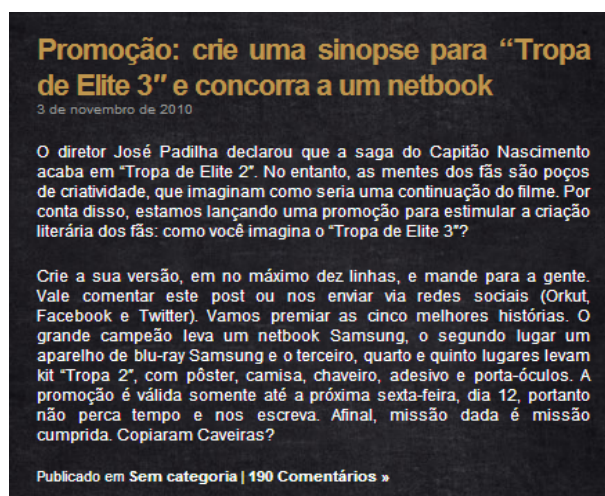 Promoção: crie uma sinopse para “Tropa
de Elite 3″ e concorra a um netbook
3 de novembro de 2010
O diretor José Padilha declarou que a saga do Capitão Nascimento
acaba em “Tropa de Elite 2″. No entanto, as mentes dos fãs são poços
de criatividade, que imaginam como seria uma continuação do filme. Por
conta disso, estamos lançando uma promoção para estimular a criação
literária dos fãs: como você imagina o “Tropa de Elite 3″?
Crie a sua versão, em no máximo dez linhas, e mande para a gente.
Vale comentar este post ou nos enviar via redes sociais (Orkut,
Facebook e Twitter). Vamos premiar as cinco melhores histórias. O
grande campeão leva um netbook Samsung, o segundo lugar um
aparelho de blu-ray Samsung e o terceiro, quarto e quinto lugares levam
kit “Tropa 2″, com pôster, camisa, chaveiro, adesivo e porta-óculos. A
promoção é válida somente até a próxima sexta-feira, dia 12, portanto
não perca tempo e nos escreva. Afinal, missão dada é missão
cumprida. Copiaram Caveiras?
Publicado em Sem categoria | 190 Comentários »